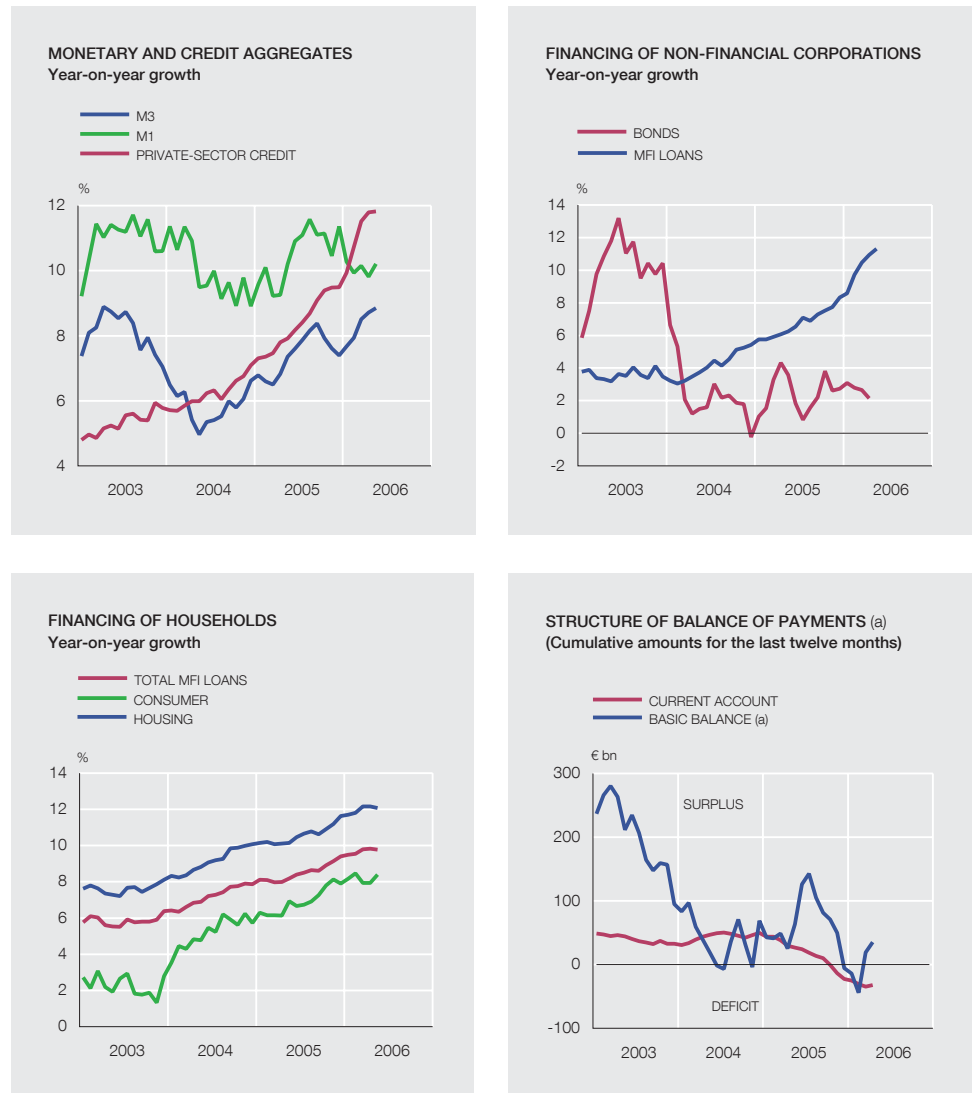 MONETARY AND CREDIT AGGREGATES
Year-on-year growth
M3
M1
PRIVATE-SECTOR CREDIT
%
12
10
8
6
4
2003 2004 2005 2006
FINANCING OF NON-FINANCIAL CORPORATIONS
Year-on-year growth
BONDS
MFI LOANS
%
14
12
10
8
6
4
2
0
-2
2003 2004 2005 2006
FINANCING OF HOUSEHOLDS
Year-on-year growth
TOTAL MFI LOANS
CONSUMER
HOUSING
%
14
12
10
8
6
4
2
0
2003 2004 2005 2006
STRUCTURE OF BALANCE OF PAYMENTS (a)
(Cumulative amounts for the last twelve months)
CURRENT ACCOUNT
BASIC BALANCE (a)
€ bn
300
SURPLUS
200
100
0
DEFICIT
-100
2003 2004 2005 2006